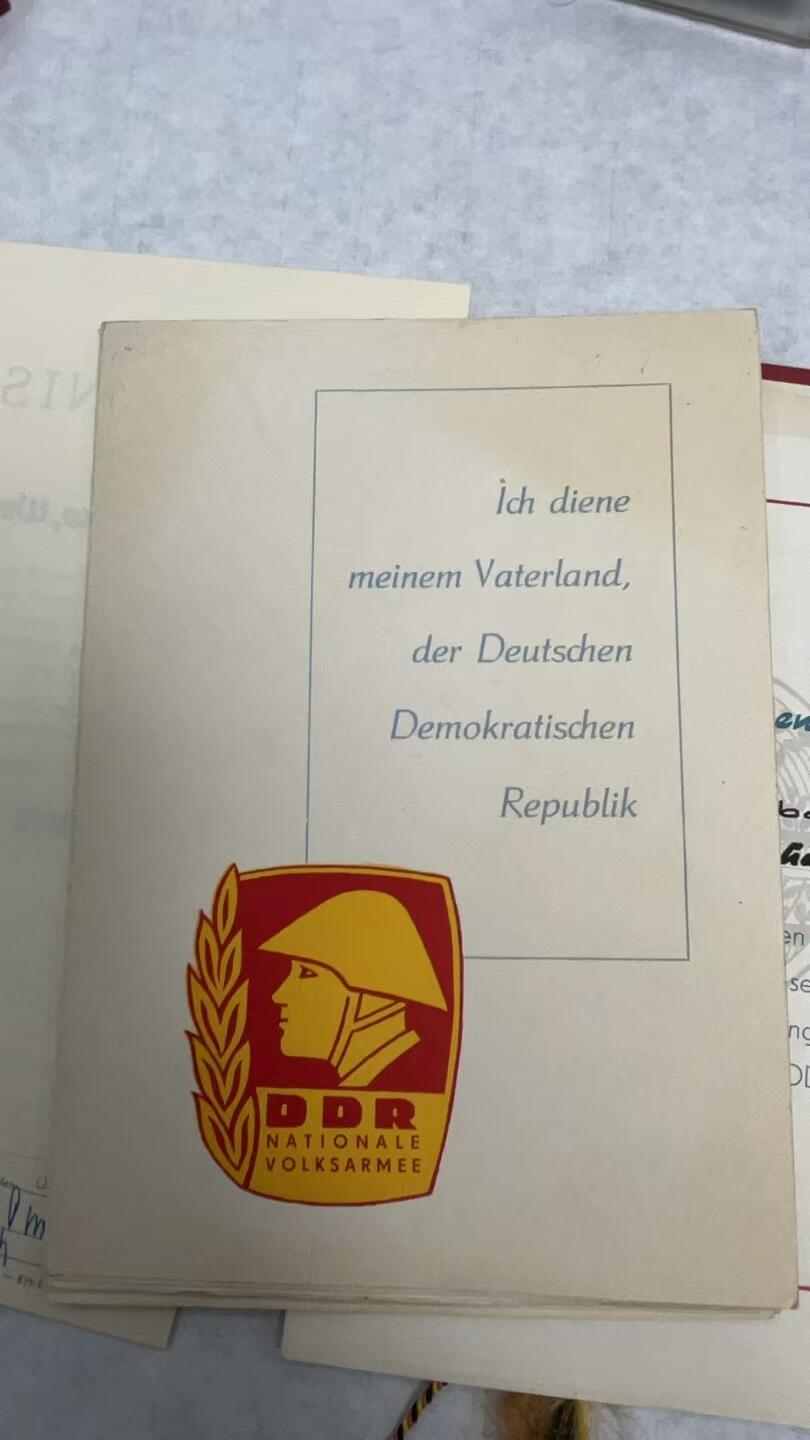 Ich diene
meinem Vaterland,
der Deutschen
Demokratischen
Republik
DDR
NATIONALE
VOLKSARMEE